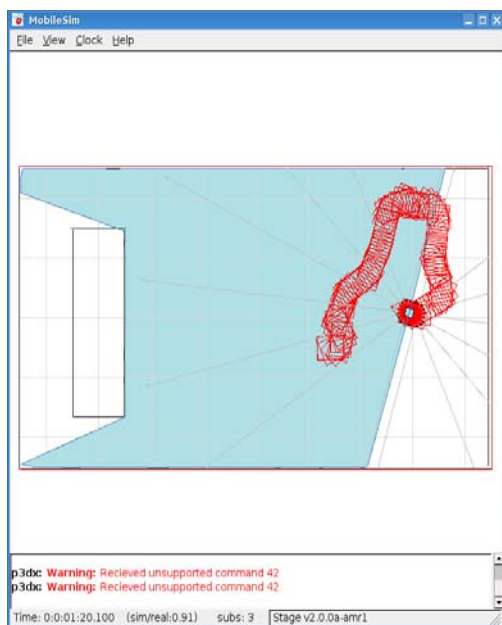 MobileSim
File View Clock Help
p3dx: Warning: Recieved unsupported command 42
p3dx: Warning: Recieved unsupported command 42
Time: 0:0:01:20.100 (sim/real:0.91) subs: 3 Stage v2.0.0a-amr1